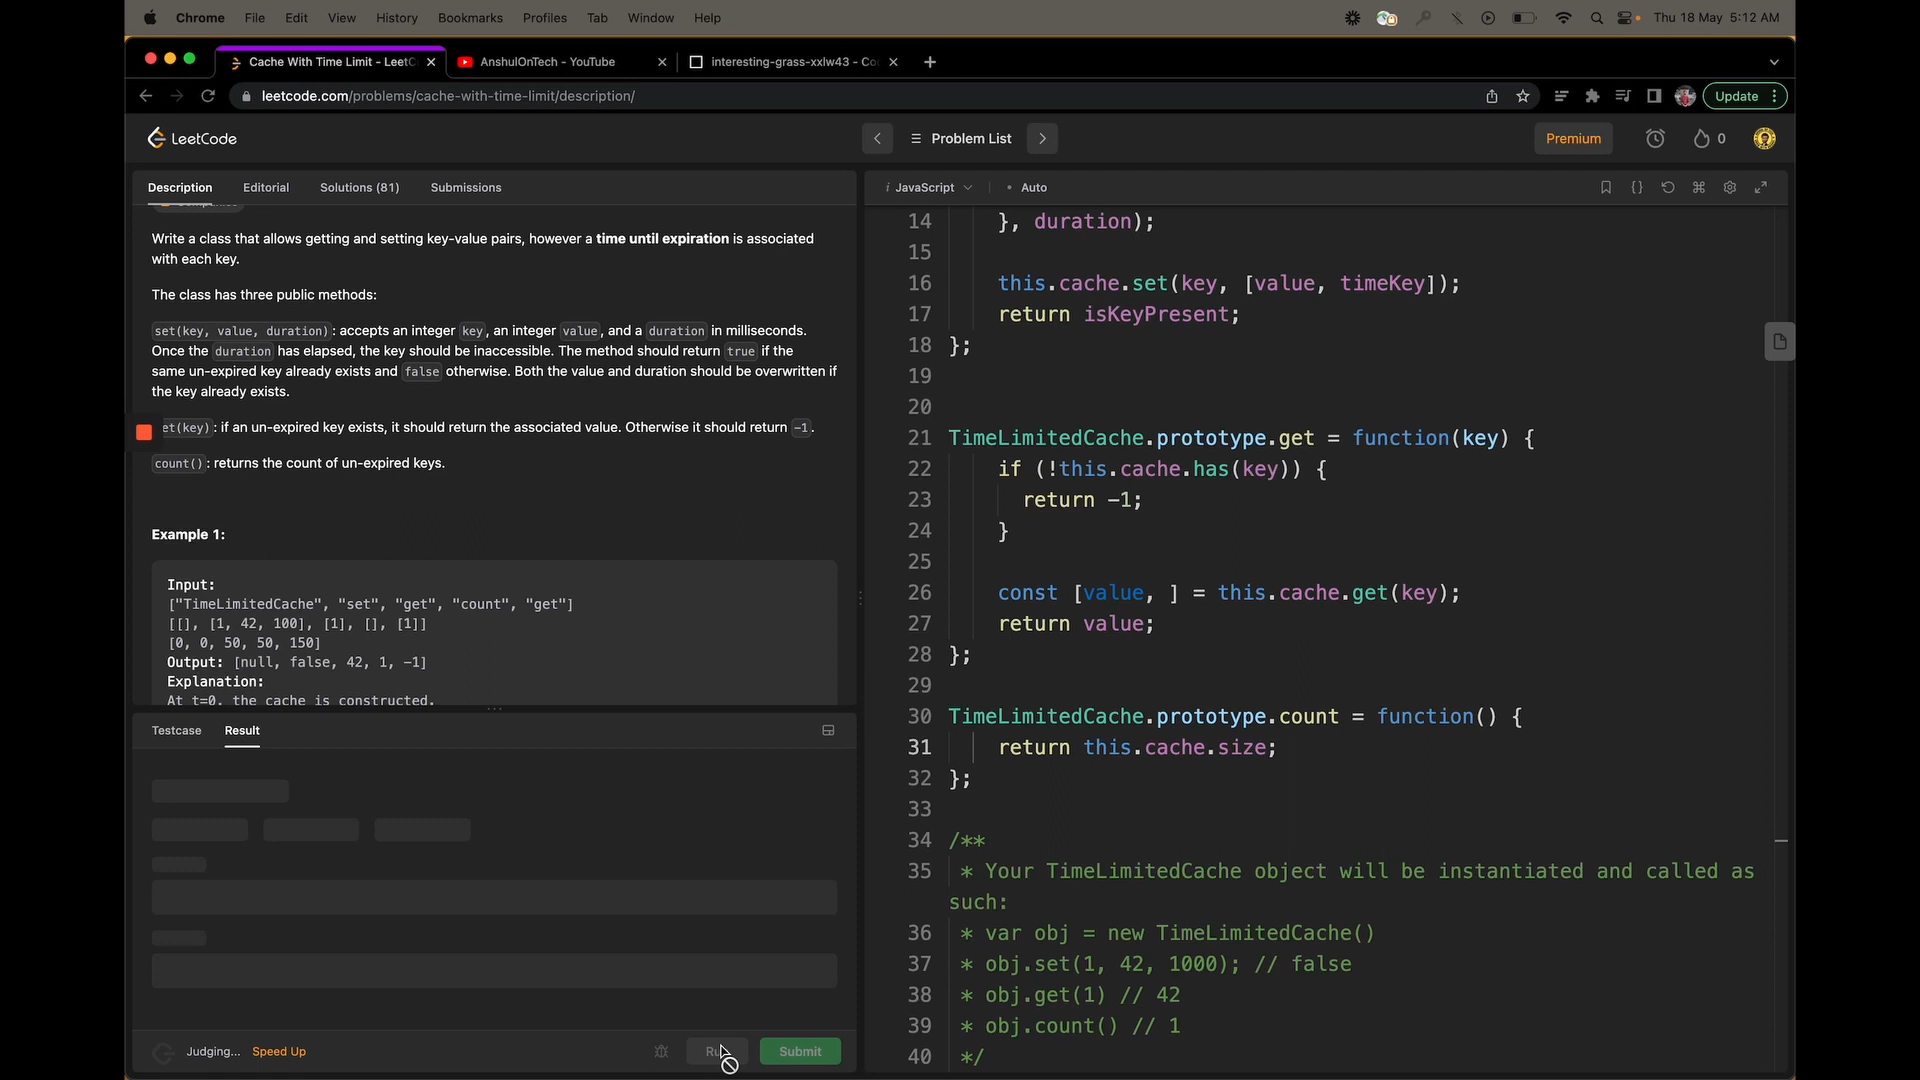 Chrome File Edit View History Bookmarks Profiles Tab Window Help Thu 18 May 5:12 AM
Cache With Time Limit - LeetC AnshulOnTech - YouTube interesting-grass-xxlw43 - Co
leetcode.com/problems/cache-with-time-limit/description/ Update
LeetCode Problem List Premium 0
Description Editorial Solutions (81) Submissions
Write a class that allows getting and setting key-value pairs, however a time until expiration is associated
with each key.
The class has three public methods:
set(key, value, duration): accepts an integer key, an integer value, and a duration in milliseconds.
Once the duration has elapsed, the key should be inaccessible. The method should return true if the
same un-expired key already exists and false otherwise. Both the value and duration should be overwritten if
the key already exists.
et(key): if an un-expired key exists, it should return the associated value. Otherwise it should return -1.
count(): returns the count of un-expired keys.
Example 1:
Input:
["TimeLimitedCache", "set", "get", "count", "get"]
[[], [1, 42, 100], [1], [], [1]]
[0, 0, 50, 50, 150]
Output: [null, false, 42, 1, -1]
Explanation:
At t=0, the cache is constructed.
Testcase Result
Judging... Speed Up Ru Submit
i JavaScript • Auto
14 }, duration);
15
16 this.cache.set(key, [value, timeKey]);
17 return isKeyPresent;
18 };
19
20
21 TimeLimitedCache.prototype.get = function(key) {
22 if (!this.cache.has(key)) {
23 return -1;
24 }
25
26 const [value, ] = this.cache.get(key);
27 return value;
28 };
29
30 TimeLimitedCache.prototype.count = function() {
31 return this.cache.size;
32 };
33
34 /**
35 * Your TimeLimitedCache object will be instantiated and called as
such:
36 * var obj = new TimeLimitedCache()
37 * obj.set(1, 42, 1000); // false
38 * obj.get(1) // 42
39 * obj.count() // 1
40 */